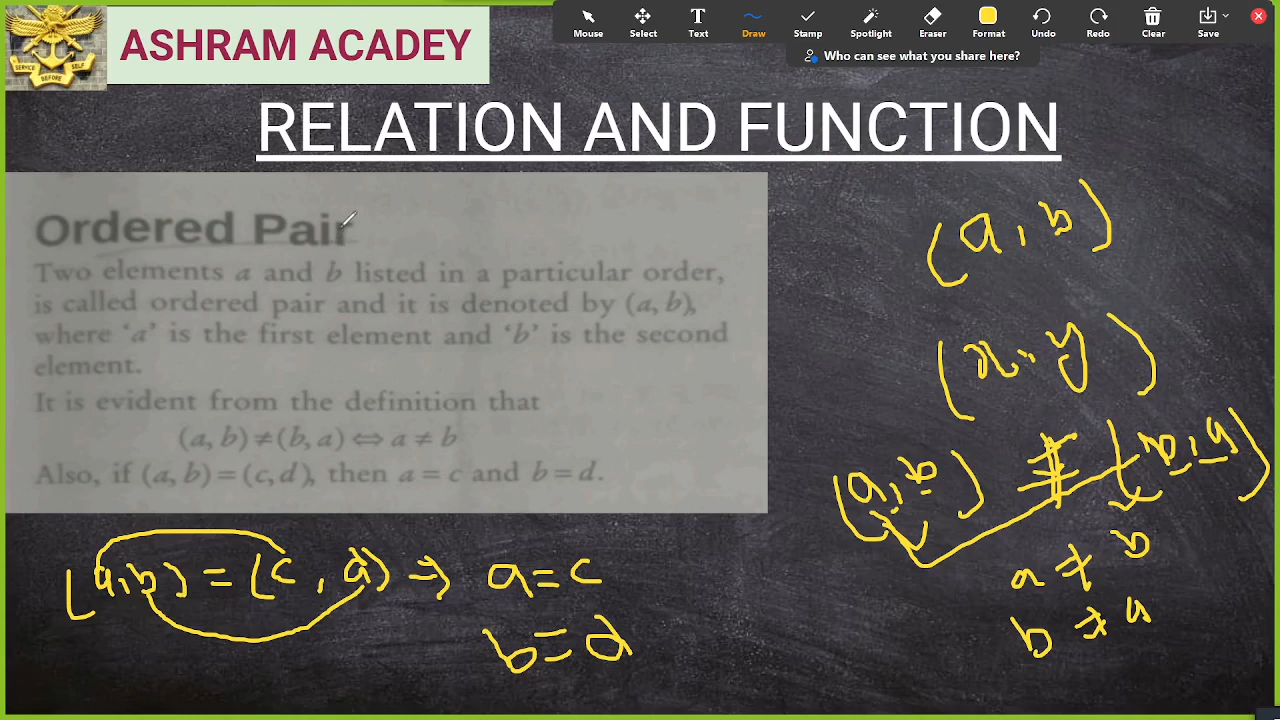 SERVICE SELF
BEFORE
ASHRAM ACADEY
Mouse Select Text Draw Stamp Spotlight Eraser Format Undo Redo Clear Save
Who can see what you share here?
RELATION AND FUNCTION
Ordered Pair
Two elements a and b listed in a particular order,
is called ordered pair and it is denoted by (a, b),
where ‘a’ is the first element and ‘b’ is the second
element.
It is evident from the definition that
(a, b) ≠ (b, a) ⇔ a ≠ b
Also, if (a, b) = (c, d), then a = c and b = d.
(a, b)
(x, y)
(a, b) ≠ (b, a)
a ≠ b
b ≠ a
(a, b) = (c, d) ⇒ a = c
b = d